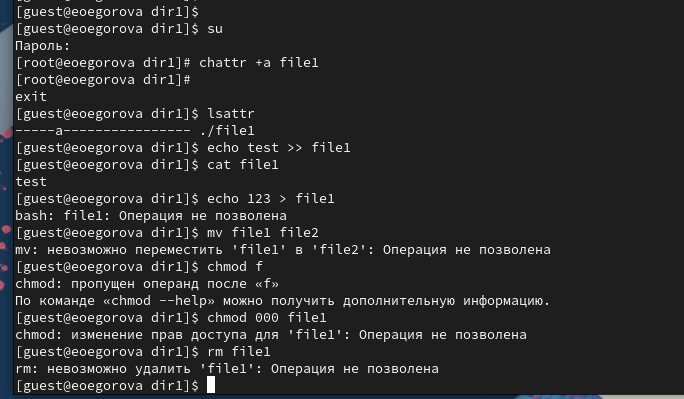 [guest@eoegorova dir1]$
[guest@eoegorova dir1]$ su
Пароль:
[root@eoegorova dir1]# chattr +a file1
[root@eoegorova dir1]#
exit
[guest@eoegorova dir1]$ lsattr
-----a---------------- ./file1
[guest@eoegorova dir1]$ echo test >> file1
[guest@eoegorova dir1]$ cat file1
test
[guest@eoegorova dir1]$ echo 123 > file1
bash: file1: Операция не позволена
[guest@eoegorova dir1]$ mv file1 file2
mv: невозможно переместить 'file1' в 'file2': Операция не позволена
[guest@eoegorova dir1]$ chmod f
chmod: пропущен операнд после «f»
По команде «chmod --help» можно получить дополнительную информацию.
[guest@eoegorova dir1]$ chmod 000 file1
chmod: изменение прав доступа для 'file1': Операция не позволена
[guest@eoegorova dir1]$ rm file1
rm: невозможно удалить 'file1': Операция не позволена
[guest@eoegorova dir1]$